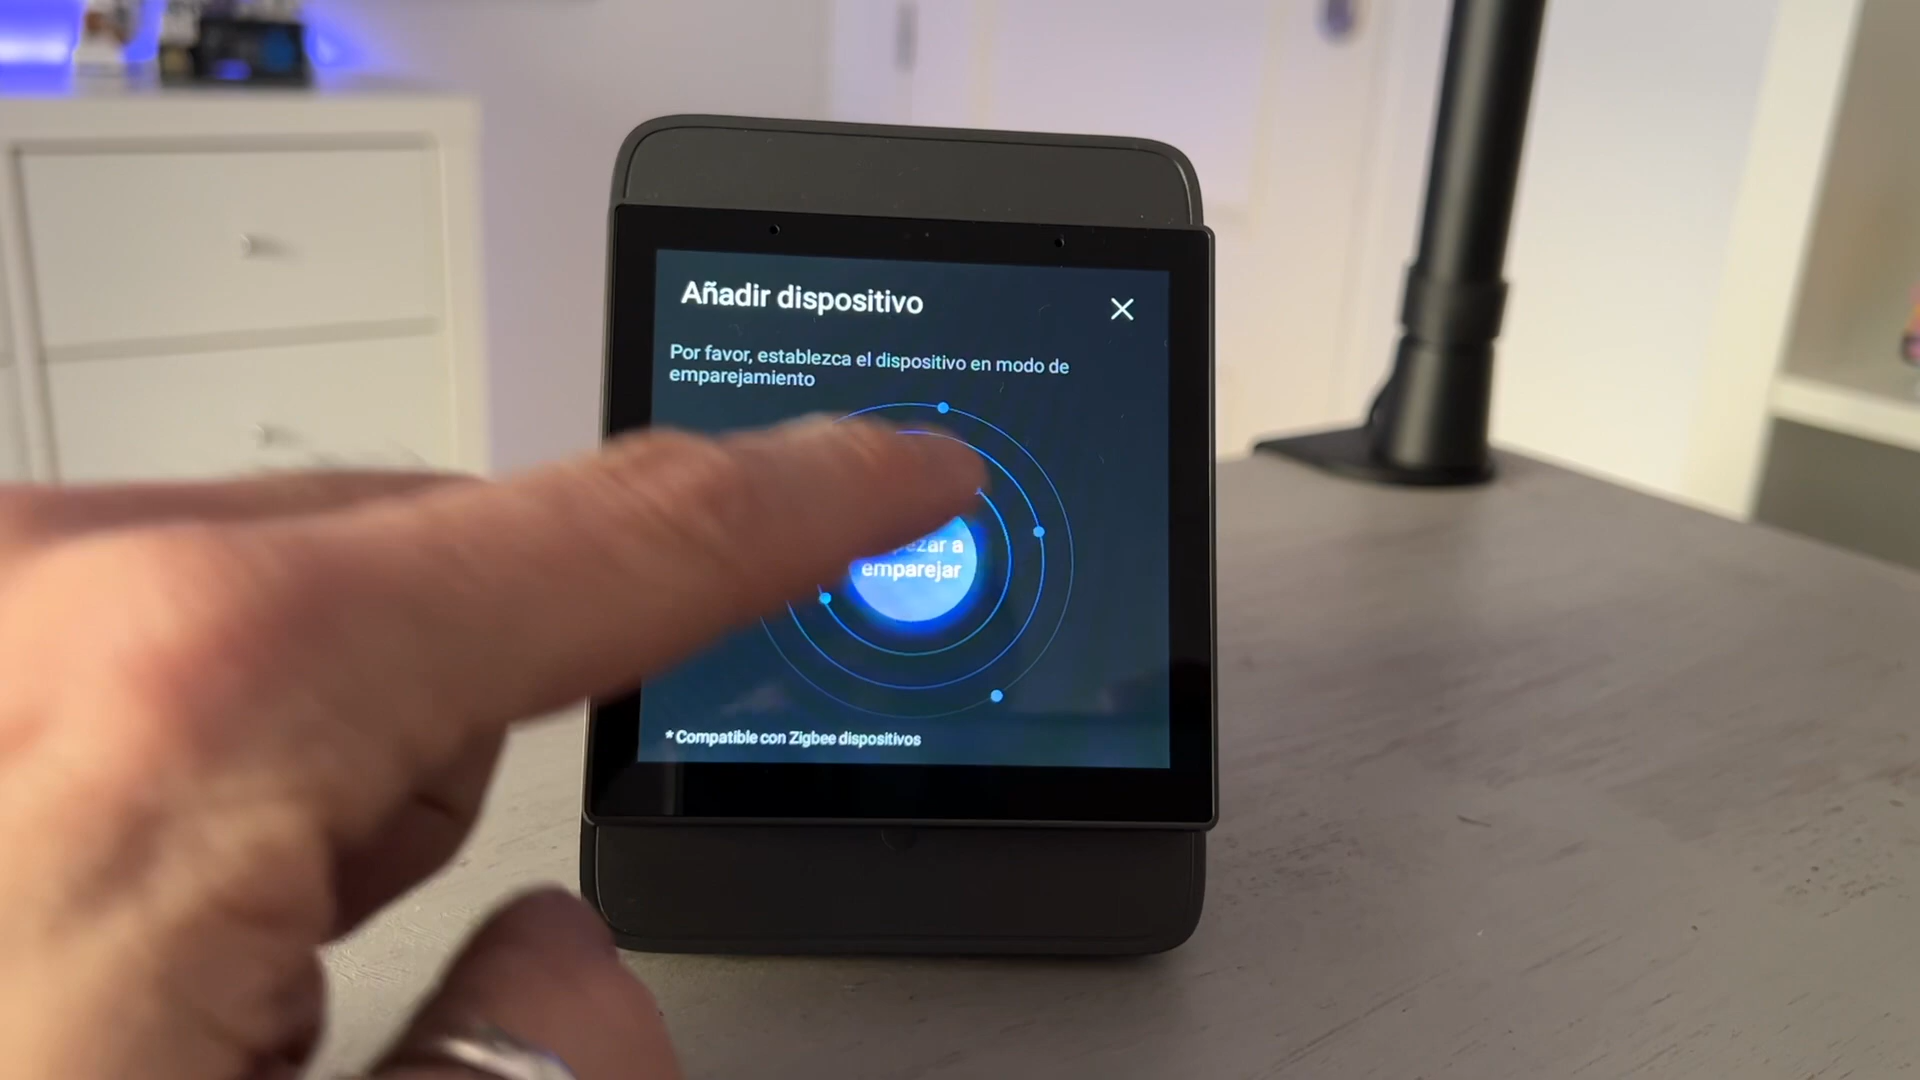 Añadir dispositivo
Por favor, establezca el dispositivo en modo de
emparejamiento
a
emparejar
* Compatible con Zigbee dispositivos